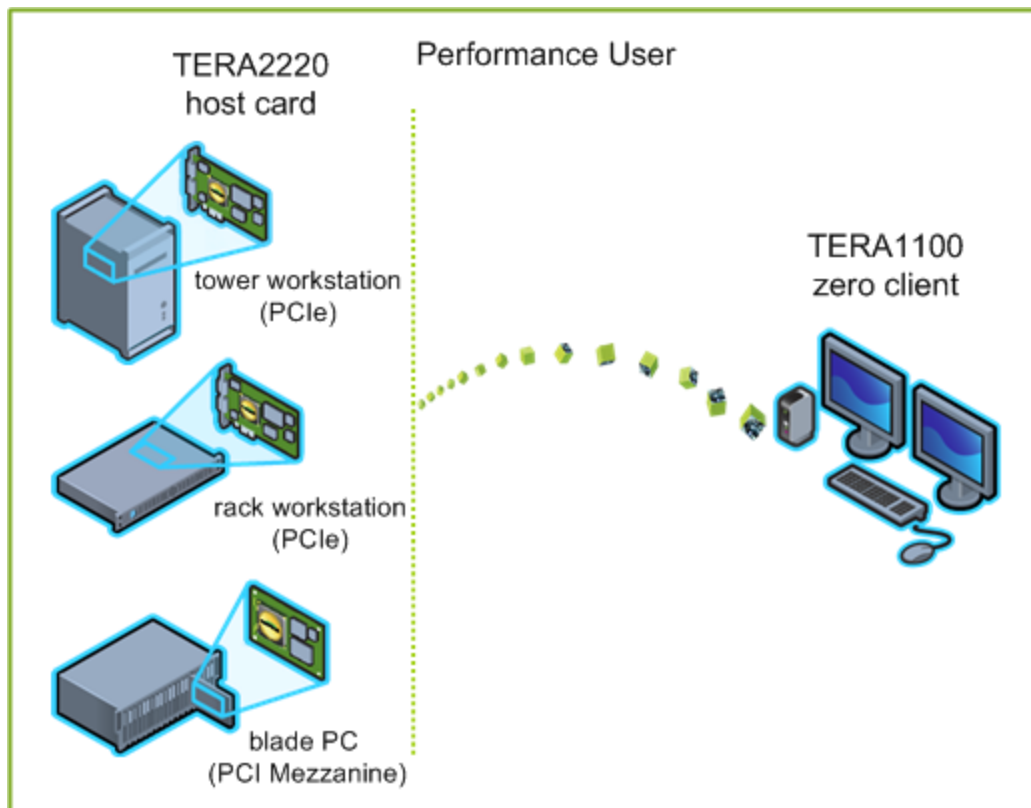 Performance User
TERA2220
host card
tower workstation
(PCIe)
TERA1100
zero client
rack workstation
(PCIe)
blade PC
(PCI Mezzanine)